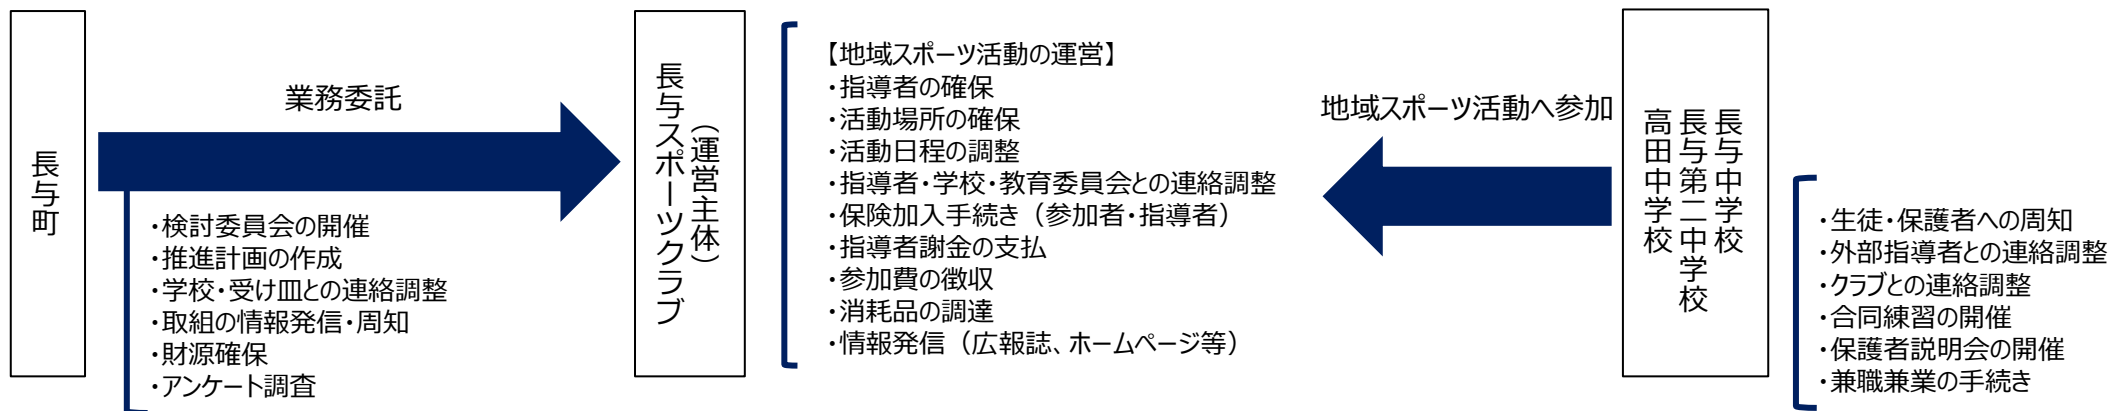 長与町
業務委託
・検討委員会の開催
・推進計画の作成
・学校・受け皿との連絡調整
・取組の情報発信・周知
・財源確保
・アンケート調査
（運営主体）
長与スポーツクラブ
【地域スポーツ活動の運営】
・指導者の確保
・活動場所の確保
・活動日程の調整
・指導者・学校・教育委員会との連絡調整
・保険加入手続き（参加者・指導者）
・指導者謝金の支払
・参加費の徴収
・消耗品の調達
・情報発信（広報誌、ホームページ等）
地域スポーツ活動へ参加
長与中学校
長与第二中学校
高田中学校
・生徒・保護者への周知
・外部指導者との連絡調整
・クラブとの連絡調整
・合同練習の開催
・保護者説明会の開催
・兼職兼業の手続き